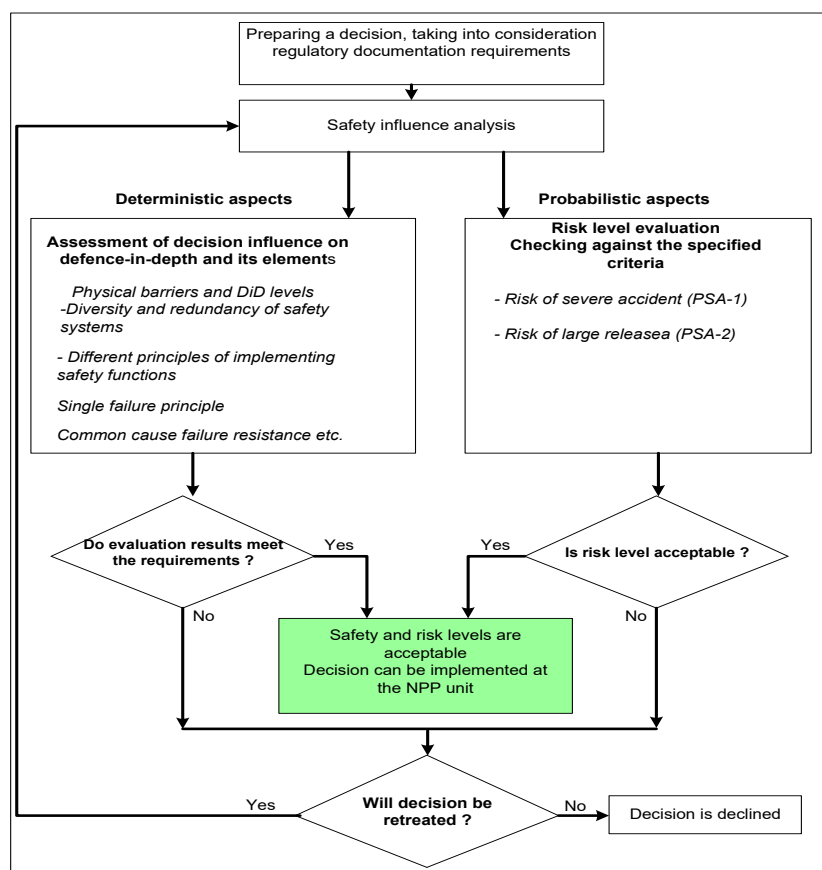 Preparing a decision, taking into consideration
regulatory documentation requirements
Safety influence analysis
Deterministic aspects
Probabilistic aspects
Assessment of decision influence on
defence-in-depth and its elements
Physical barriers and DiD levels
-Diversity and redundancy of safety
systems
- Different principles of implementing
safety functions
Single failure principle
Common cause failure resistance etc.
Risk level evaluation
Checking against the specified
criteria
- Risk of severe accident (PSA-1)
- Risk of large releasea (PSA-2)
Do evaluation results meet
the requirements ?
Yes
No
Yes
Is risk level acceptable ?
No
Safety and risk levels are
acceptable
Decision can be implemented at
the NPP unit
Yes
Will decision be
retreated ?
No
Decision is declined